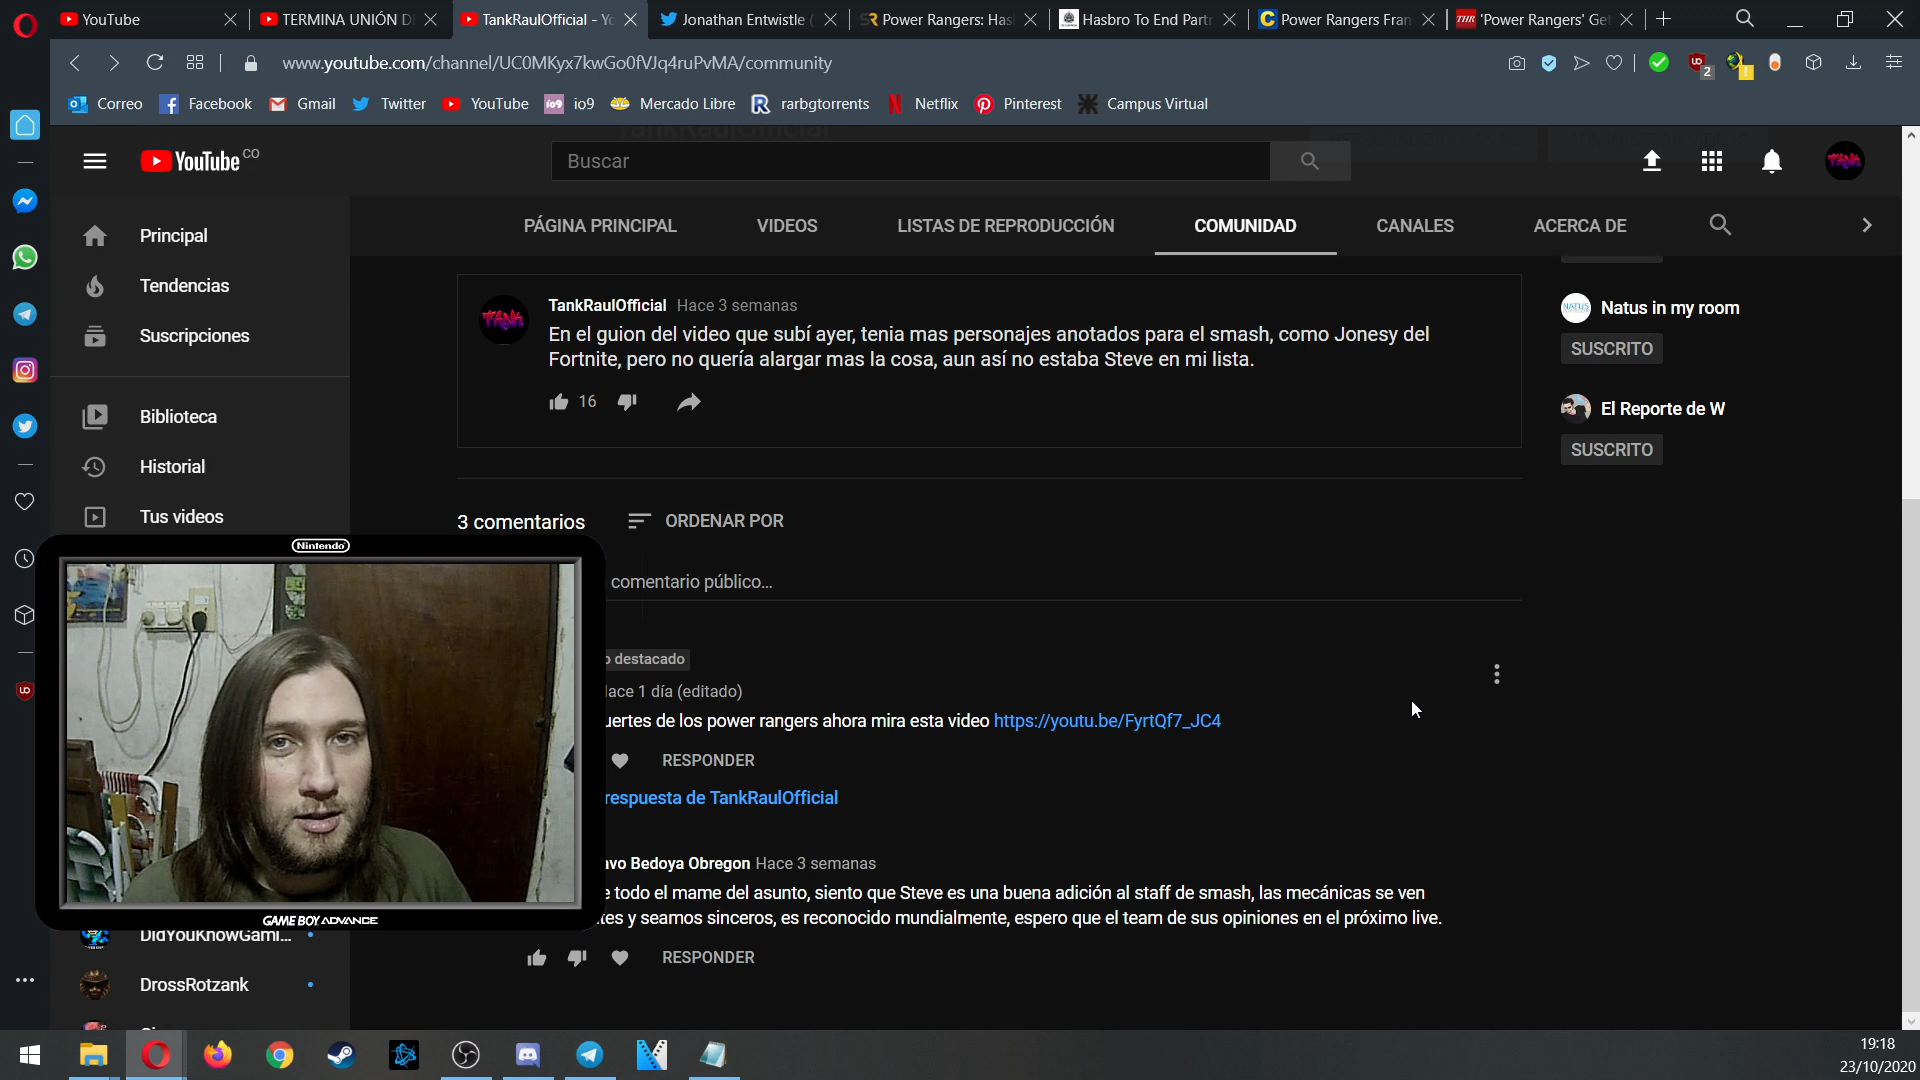 YouTube
TERMINA UNIÓN D
TankRaulOfficial - Yo
Jonathan Entwistle (
Power Rangers: Has
Hasbro To End Partn
Power Rangers Fran
'Power Rangers' Ge
www.youtube.com/channel/UC0MKyx7kwGo0fVJq4ruPvMA/community
2
Correo
Facebook
Gmail
Twitter
YouTube
io9
Mercado Libre
rarbgtorrents
Netflix
Pinterest
Campus Virtual
YouTube CO
Buscar
TANK
PÁGINA PRINCIPAL
VIDEOS
LISTAS DE REPRODUCCIÓN
COMUNIDAD
CANALES
ACERCA DE
Principal
Tendencias
Suscripciones
Biblioteca
Historial
Tus videos
TankRaulOfficial Hace 3 semanas
En el guion del video que subí ayer, tenia mas personajes anotados para el smash, como Jonesy del
Fortnite, pero no quería alargar mas la cosa, aun así no estaba Steve en mi lista.
16
Natus in my room
SUSCRITO
El Reporte de W
SUSCRITO
3 comentarios
ORDENAR POR
comentario público...
o destacado
Hace 1 día (editado)
uertes de los power rangers ahora mira esta video https://youtu.be/FyrtQf7_JC4
RESPONDER
respuesta de TankRaulOfficial
avo Bedoya Obregon Hace 3 semanas
e todo el mame del asunto, siento que Steve es una buena adición al staff de smash, las mecánicas se ven
tes y seamos sinceros, es reconocido mundialmente, espero que el team de sus opiniones en el próximo live.
RESPONDER
Nintendo
GAME BOY ADVANCE
DidYouKnowGami...
DrossRotzank
19:18
23/10/2020